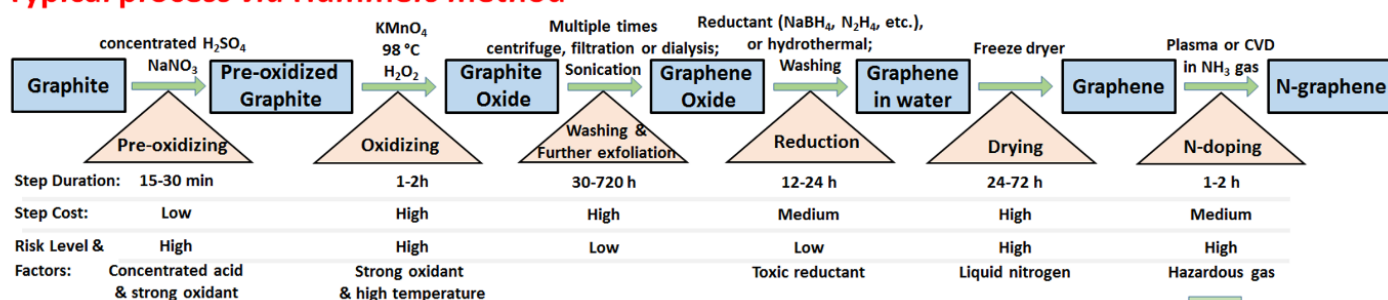 Typical process via Hummers method
concentrated H₂SO₄
NaNO₃
KMnO₄
98 °C
H₂O₂
Multiple times
centrifuge, filtration or dialysis;
Sonication
Reductant (NaBH₄, N₂H₄, etc.),
or hydrothermal;
Washing
Freeze dryer
Plasma or CVD
in NH₃ gas
Graphite
Pre-oxidized
Graphite
Graphite
Oxide
Graphene
Oxide
Graphene
in water
Graphene
N-graphene
Pre-oxidizing
Oxidizing
Washing &
Further exfoliation
Reduction
Drying
N-doping
Step Duration: 15-30 min 1-2h 30-720 h 12-24 h 24-72 h 1-2 h
Step Cost: Low High High Medium High Medium
Risk Level & High High Low Low High High
Factors: Concentrated acid Strong oxidant Toxic reductant Liquid nitrogen Hazardous gas
& strong oxidant & high temperature